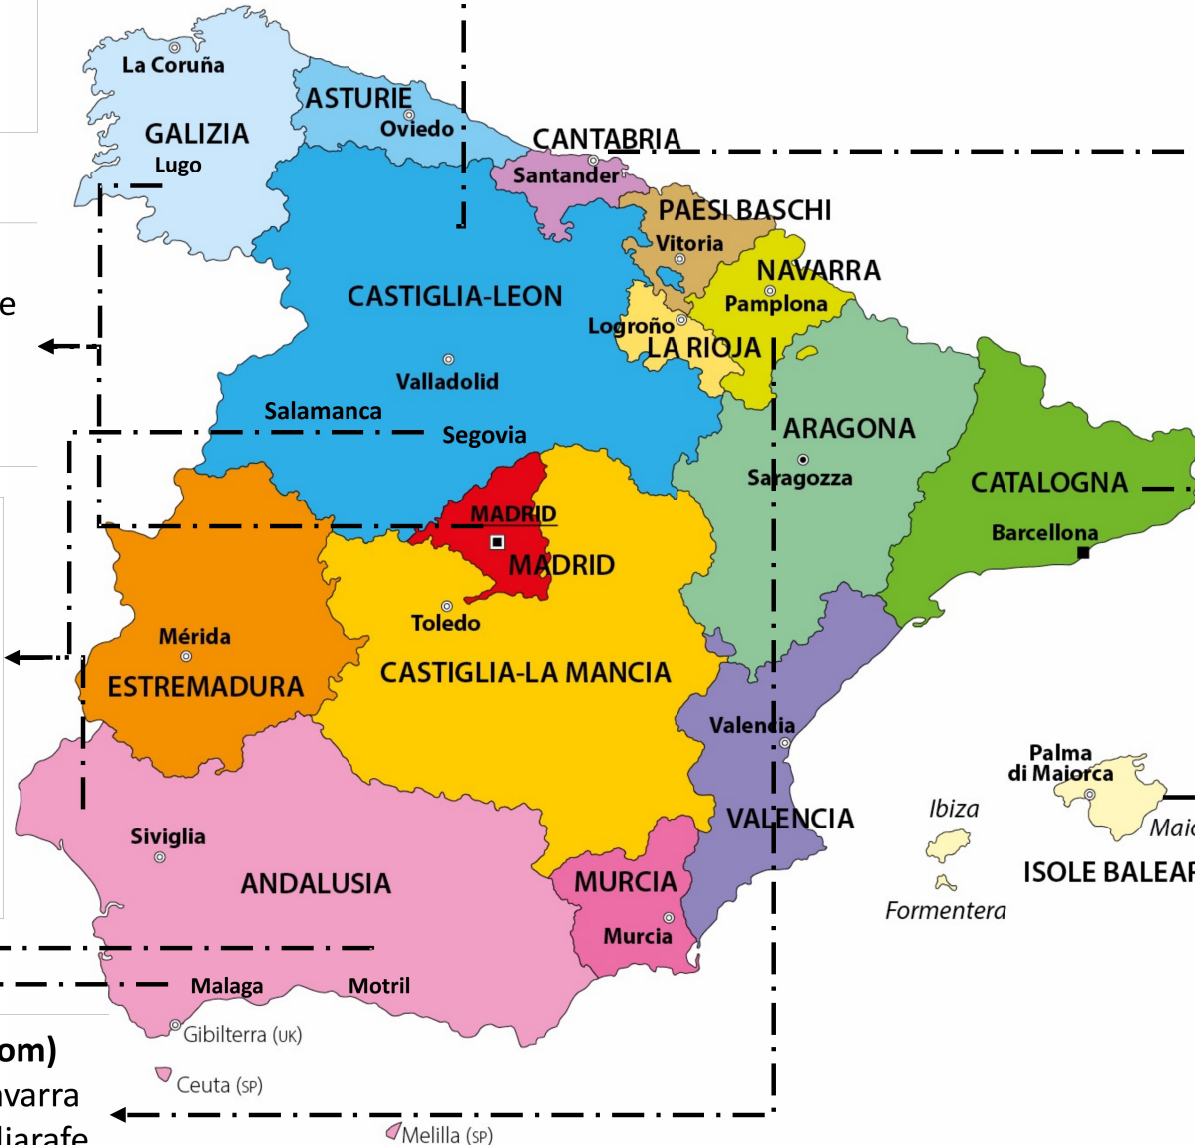 La Coruña
ASTURIE
Oviedo
GALIZIA
Lugo
CANTABRIA
Santander
PAESI BASCHI
Vitoria
NAVARRA
Pamplona
e
CASTIGLIA-LEON
Logroño
LA RIOJA
Valladolid
Salamanca
Segovia
ARAGONA
Saragozza
CATALOGNA
Barcellona
MADRID
MADRID
Toledo
Mérida
ESTREMADURA
CASTIGLIA-LA MANCIA
Valencia
VALENCIA
Palma
di Maiorca
Ibiza
Maio
ISOLE BALEAR
Formentera
Siviglia
ANDALUSIA
MURCIA
Murcia
Malaga
Motril
Gibilterra (UK)
om)
Ceuta (SP)
avarra
ljarafe
Melilla (SP)